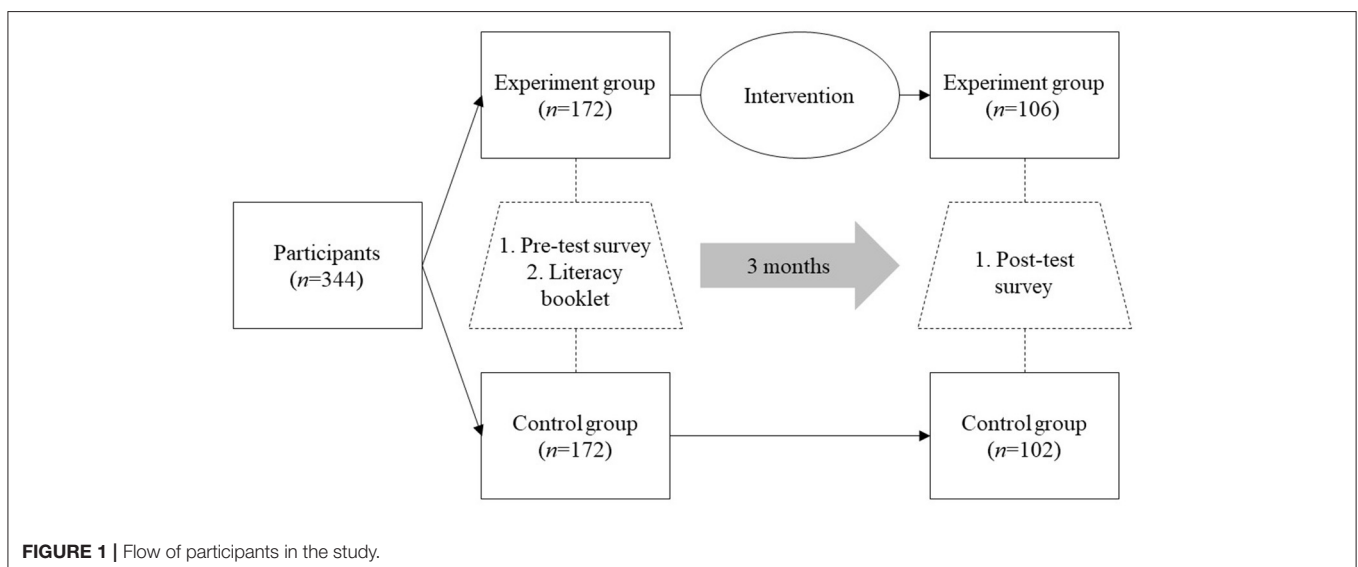 Experiment group
(n=172)
Intervention
Experiment group
(n=106)
Participants
(n=344)
1. Pre-test survey
2. Literacy
booklet
3 months
1. Post-test
survey
Control group
(n=172)
Control group
(n=102)
FIGURE 1 | Flow of participants in the study.